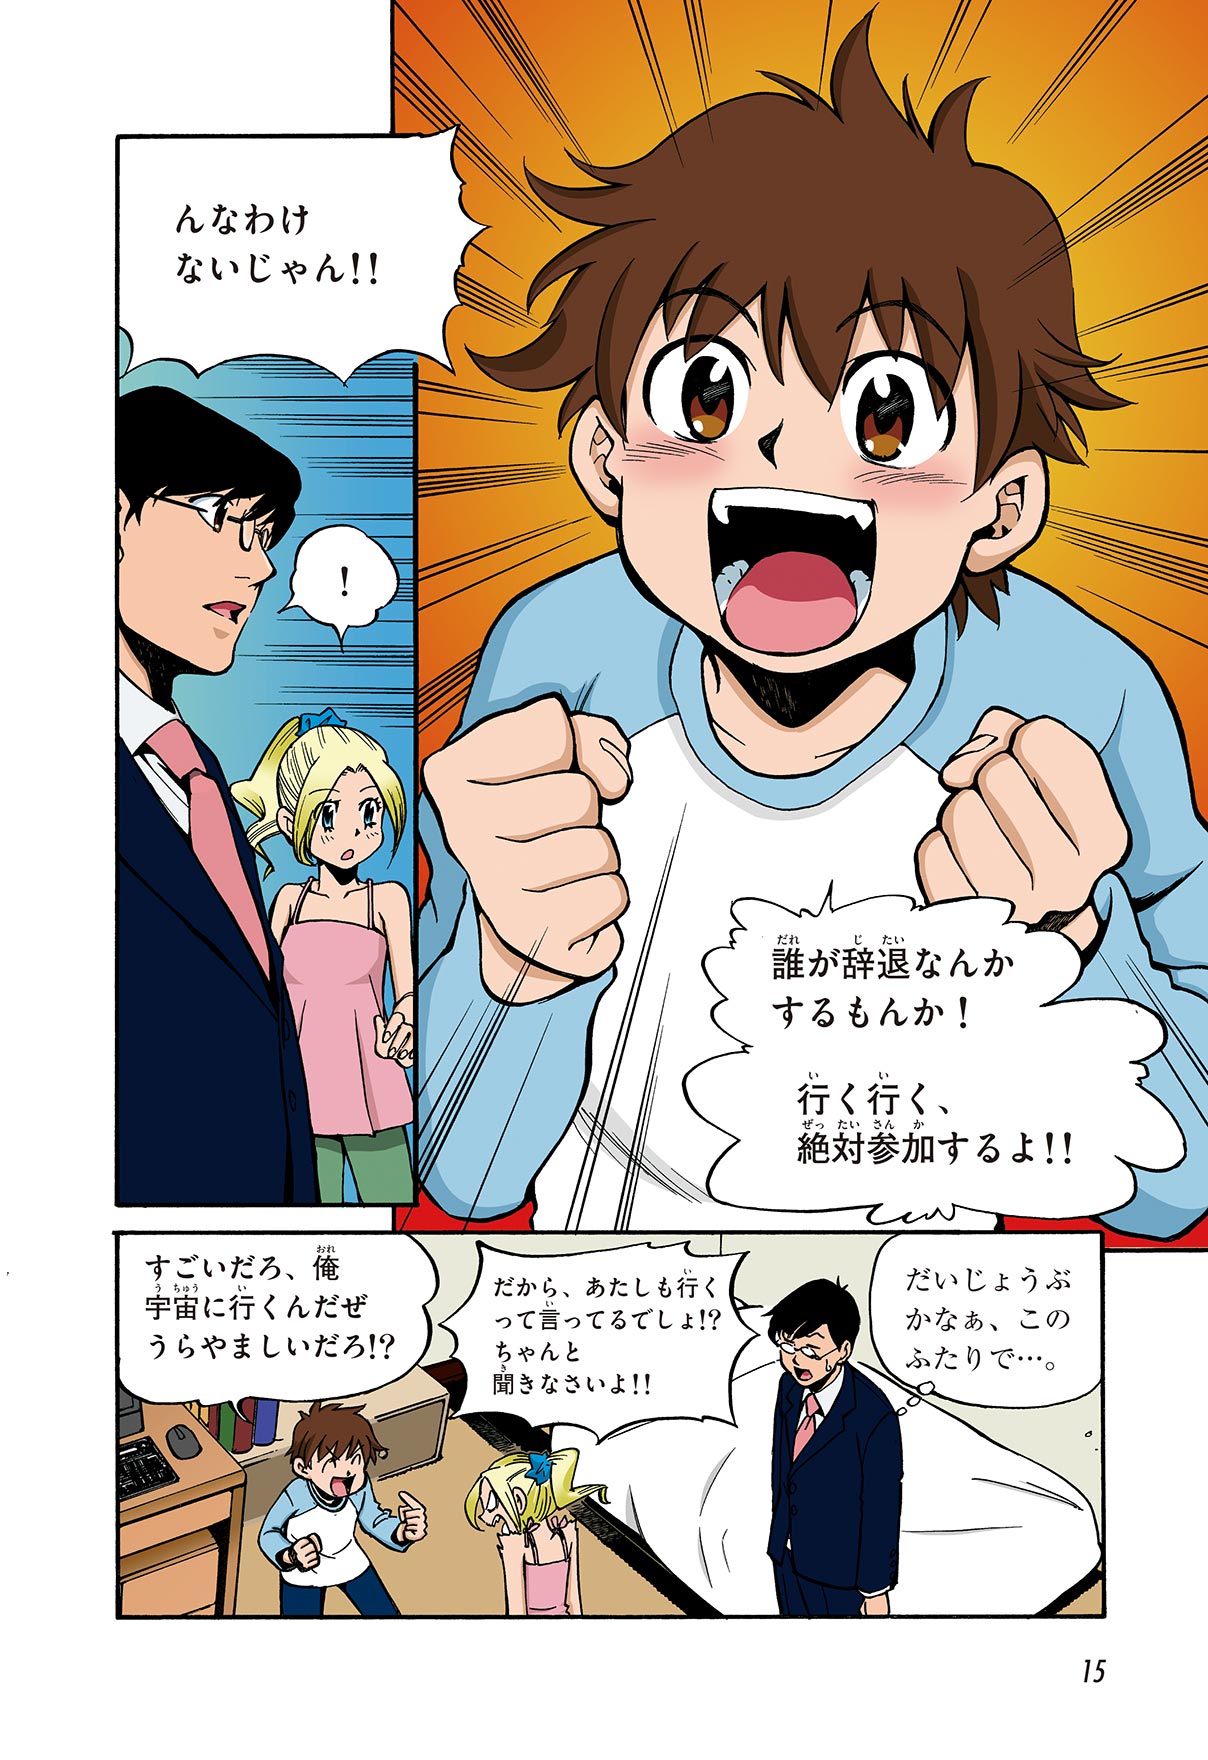 んなわけ
ないじゃん!!
!
誰が辞退なんか
するもんか!
行く行く、
絶対参加するよ!!
すごいだろ、俺
宇宙に行くんだぜ
うらやましいだろ!?
だから、あたしも行く
って言ってるでしょ!?
ちゃんと
聞きなさいよ!!
だいじょうぶ
かなぁ、この
ふたりで…。
15